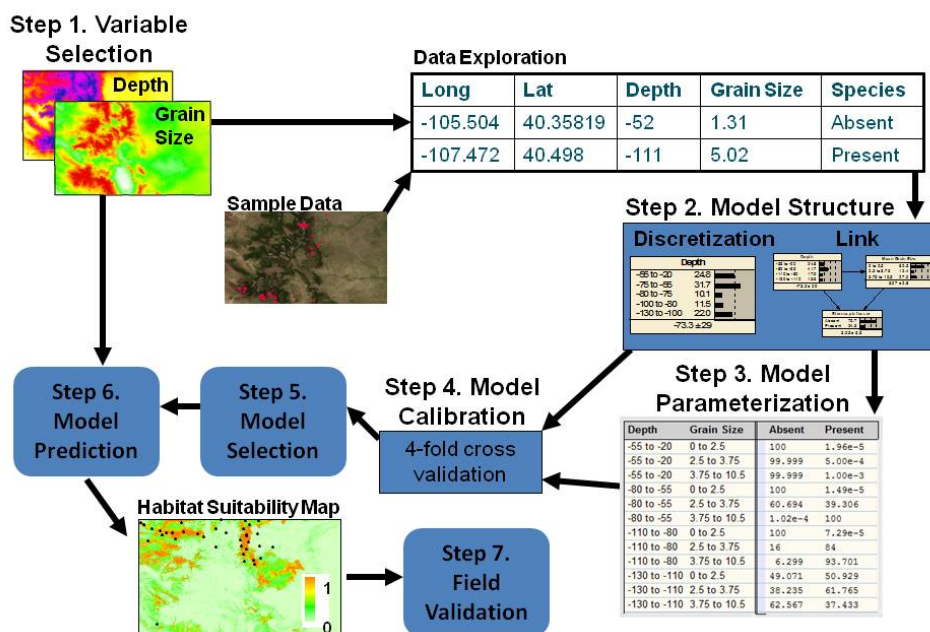 Step 1. Variable
Selection
Depth
Grain
Size
Data Exploration
Long Lat Depth Grain Size Species
-105.504 40.35819 -52 1.31 Absent
-107.472 40.498 -111 5.02 Present
Sample Data
Step 2. Model Structure
Discretization Link
Depth
-55 to -20 24.8
-75 to -55 31.7
-80 to -75 10.1
-100 to -80 11.5
-130 to -100 22.0
-73.3 ± 29
Depth
Absent
Present
Step 3. Model
Parameterization
Depth Grain Size Absent Present
-55 to -20 0 to 2.5 100 1.96e-5
-55 to -20 2.5 to 3.75 99.999 5.00e-4
-55 to -20 3.75 to 10.5 99.999 1.00e-3
-80 to -55 0 to 2.5 100 1.49e-5
-80 to -55 2.5 to 3.75 60.694 39.306
-80 to -55 3.75 to 10.5 1.02e-4 100
-110 to -80 0 to 2.5 100 7.29e-5
-110 to -80 2.5 to 3.75 16 84
-110 to -80 3.75 to 10.5 6.299 93.701
-130 to -110 0 to 2.5 49.071 50.929
-130 to -110 2.5 to 3.75 38.235 61.765
-130 to -110 3.75 to 10.5 62.567 37.433
Step 4. Model
Calibration
4-fold cross
validation
Step 5.
Model
Selection
Step 6.
Model
Prediction
Habitat Suitability Map
1
0
Step 7.
Field
Validation